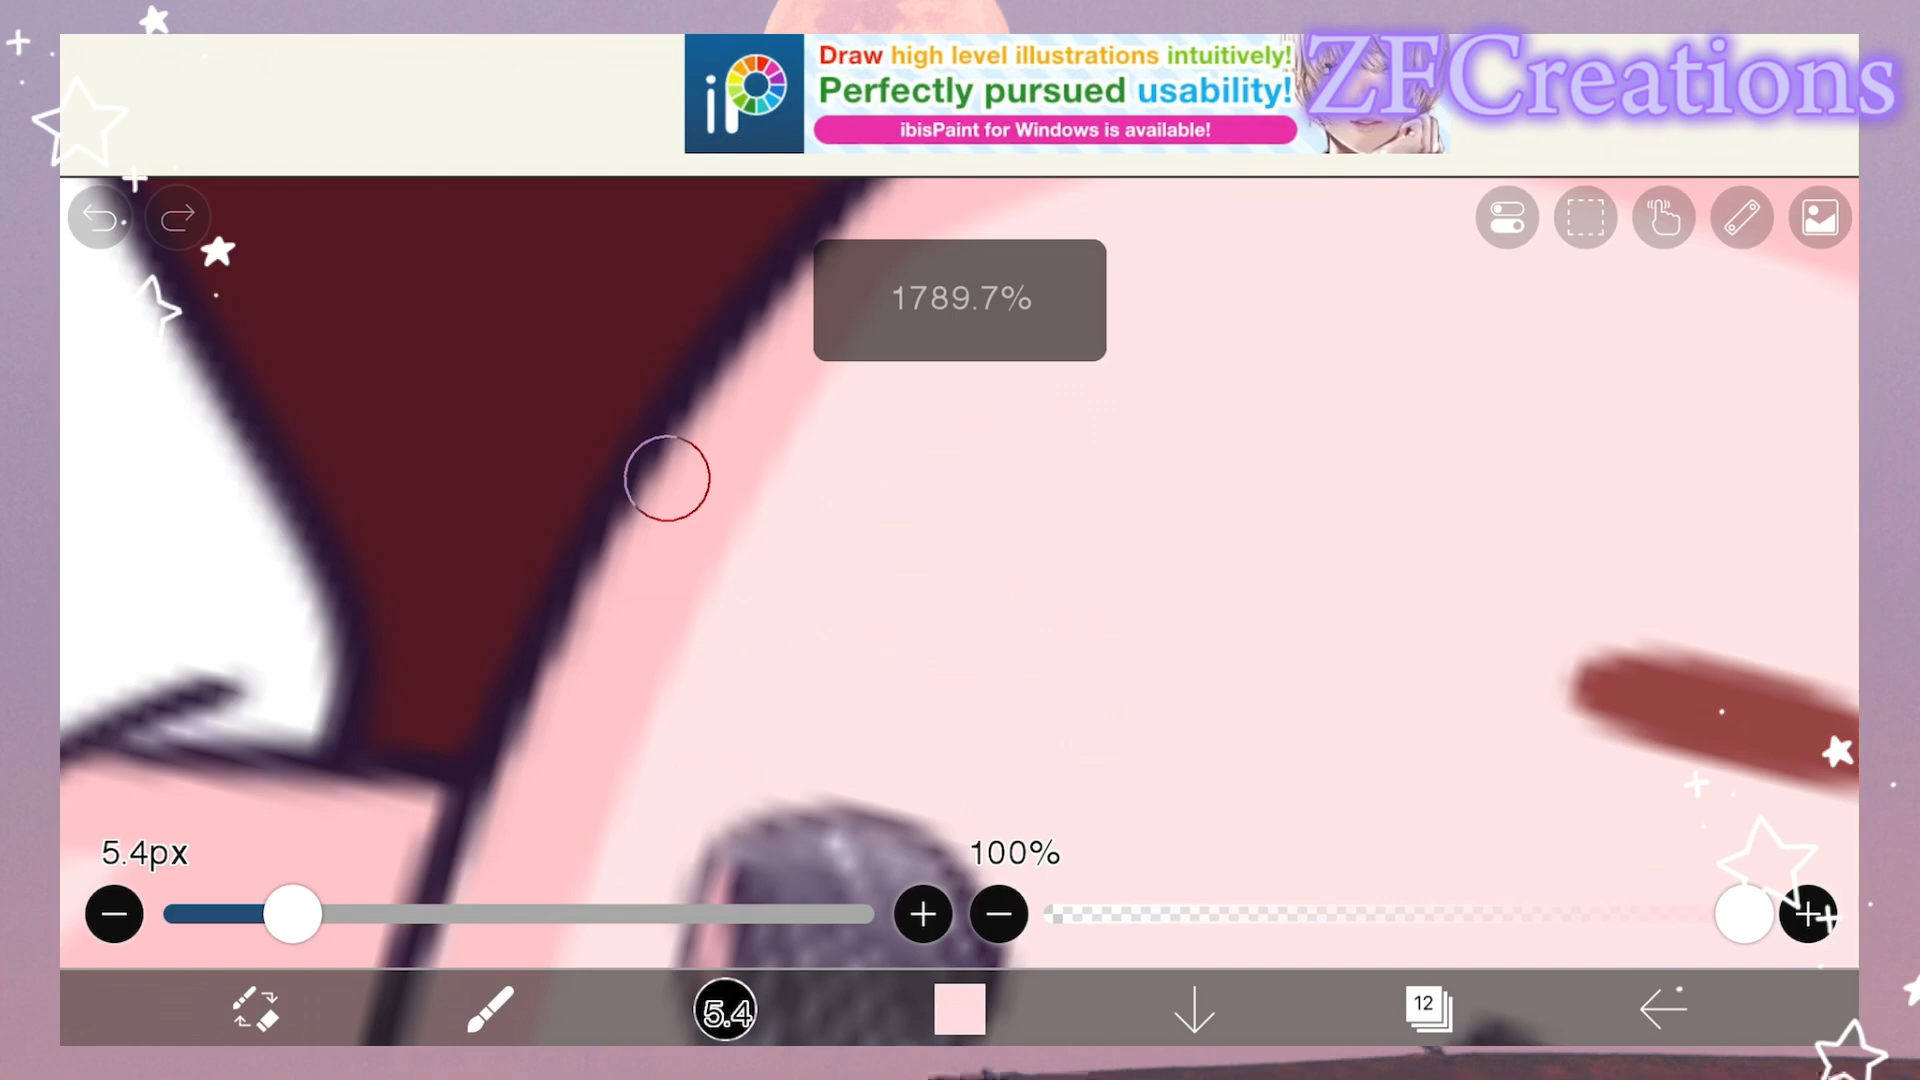 iP
Draw high level illustrations intuitively!
Perfectly pursued usability!
ibisPaint for Windows is available!
ZFCreations
1789.7%
5.4px
100%
5.4
12